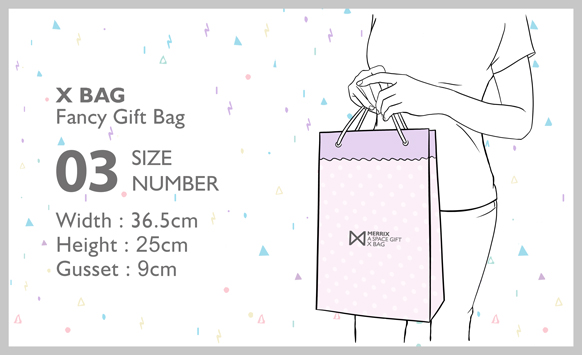 X BAG
Fancy Gift Bag
03 SIZE
NUMBER
Width : 36.5cm
Height : 25cm
Gusset : 9cm
MERRIX
A SPACE GIFT
X BAG